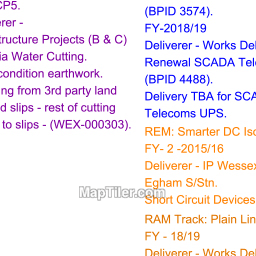 CP5.
erer -
tructure Projects (B & C)
ia Water Cutting.
condition earthwork.
ng from 3rd party land
d slips - rest of cutting
to slips - (WEX-000303).
(BPID 3574).
FY-2018/19
Deliverer - Works Del
Renewal SCADA Tele
(BPID 4488).
Delivery TBA for SCA
Telecoms UPS.
REM: Smarter DC Iso
FY- 2 -2015/16
Deliverer - IP Wessex
Egham S/Stn.
Short Circuit Devices
RAM Track: Plain Lin
FY - 18/19
Deliverer - Works Del
MapTiler.com